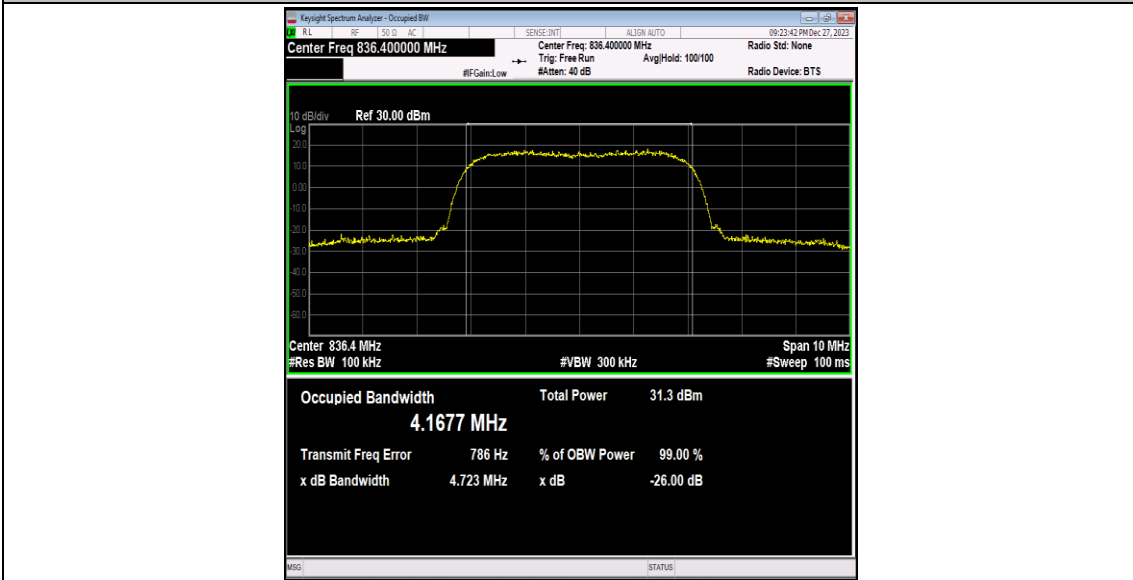 Keysight Spectrum Analyzer - Occupied BW
LXI RL RF 50 Ω AC SENSE:INT ALIGN AUTO 09:23:42 PM Dec 27, 2023
Center Freq 836.400000 MHz Center Freq: 836.400000 MHz Radio Std: None
Trig: Free Run Avg|Hold: 100/100
#IFGain:Low #Atten: 40 dB Radio Device: BTS
10 dB/div Ref 30.00 dBm
Log
20.0
10.0
0.00
-10.0
-20.0
-30.0
-40.0
-50.0
-60.0
Center 836.4 MHz Span 10 MHz
#Res BW 100 kHz #VBW 300 kHz #Sweep 100 ms
Occupied Bandwidth Total Power 31.3 dBm
4.1677 MHz
Transmit Freq Error 786 Hz % of OBW Power 99.00 %
x dB Bandwidth 4.723 MHz x dB -26.00 dB
MSG STATUS